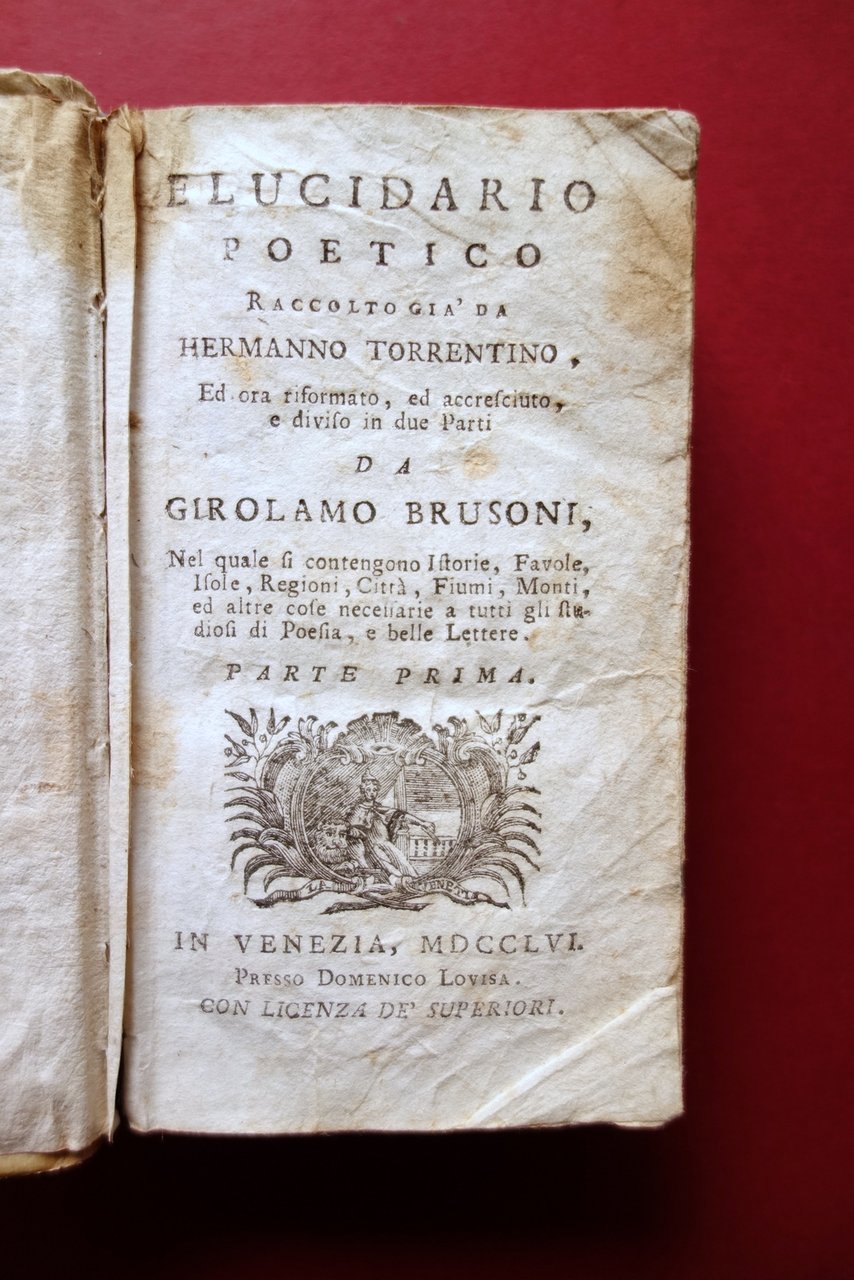 ELUCIDARIO
POETICO
RACCOLTO GIA' DA
HERMANNO TORRENTINO,
Ed ora riformato, ed accreſciuto,
e diviſo in due Parti
DA
GIROLAMO BRUSONI,
Nel quale ſi contengono Iſtorie, Favole,
Iſole, Regioni, Città, Fiumi, Monti,
ed altre coſe neceſſarie a tutti gli ſtu-
dioſi di Poeſia, e belle Lettere.
PARTE PRIMA.
LA VENETA
IN VENEZIA, MDCCLVI.
PRESSO DOMENICO LOVISA.
CON LICENZA DE' SUPERIORI.